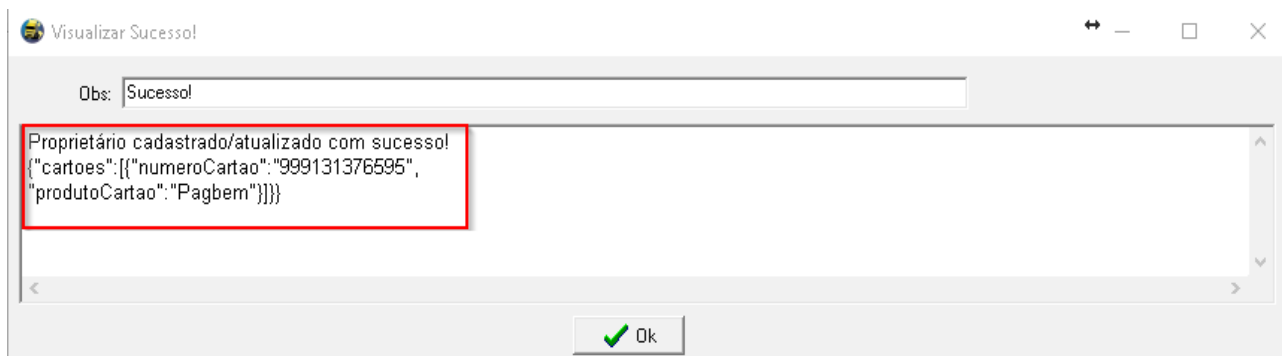 Visualizar Sucesso!
Obs: Sucesso!
Proprietário cadastrado/atualizado com sucesso!
{"cartoes":[{"numeroCartao":"999131376595",
"produtoCartao":"Pagbem"}]}}
Ok